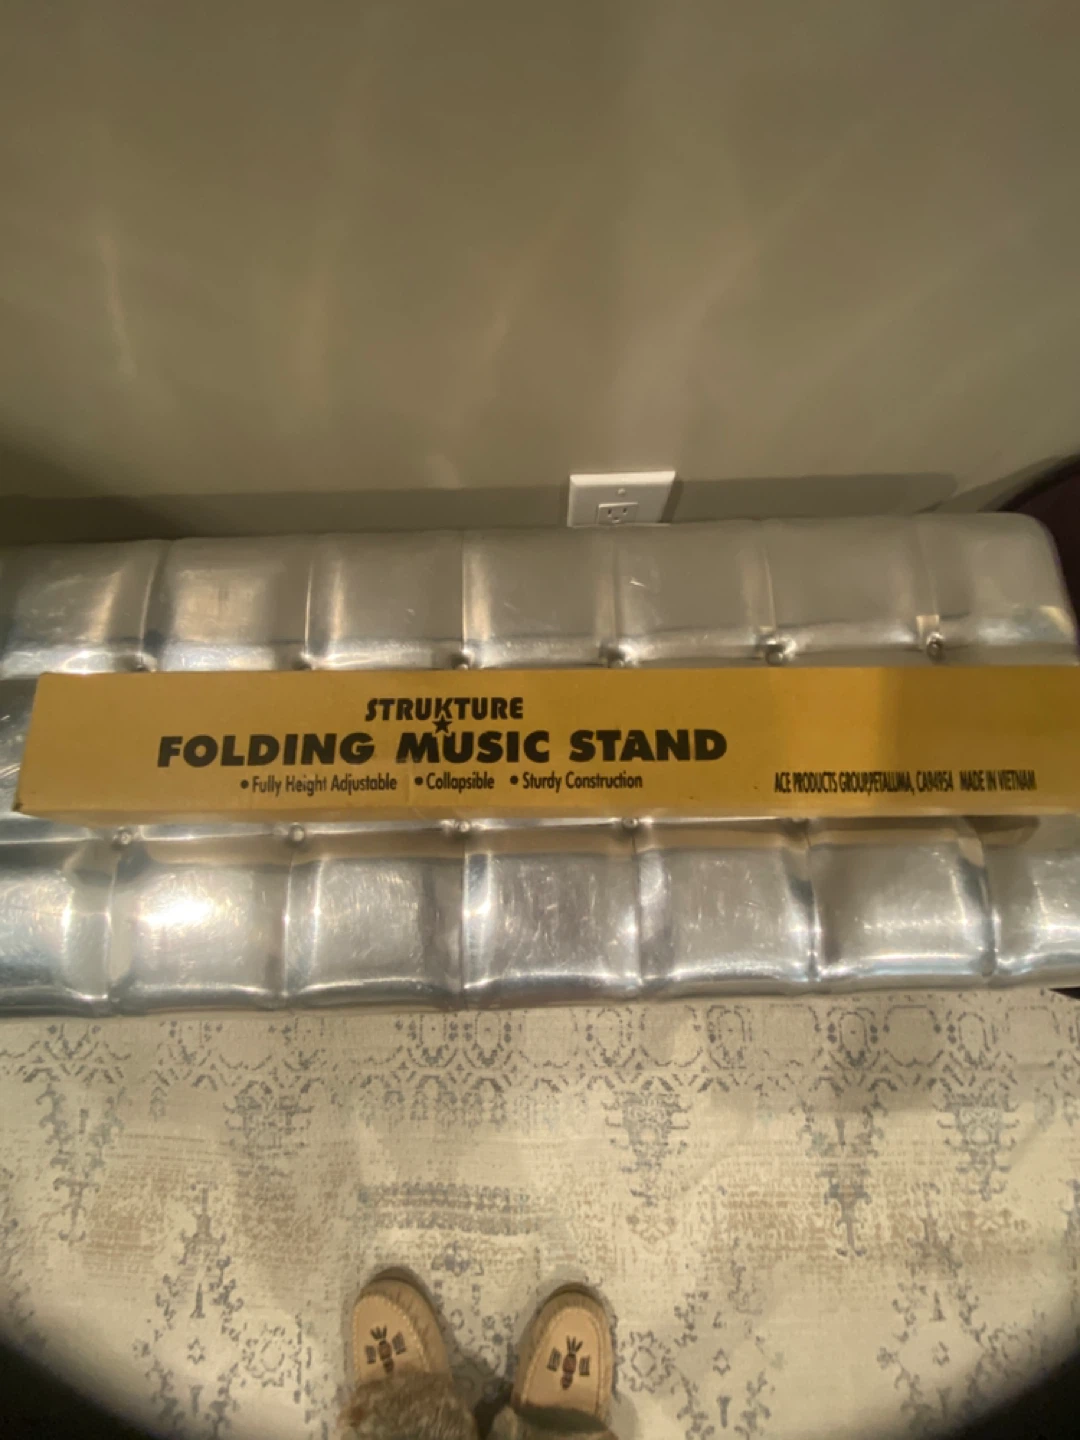 STRUKTURE
FOLDING MUSIC STAND
• Fully Height Adjustable • Collapsible • Sturdy Construction
ACE PRODUCTS GROUP,PETALUMA, CA94954 MADE IN VIETNAM